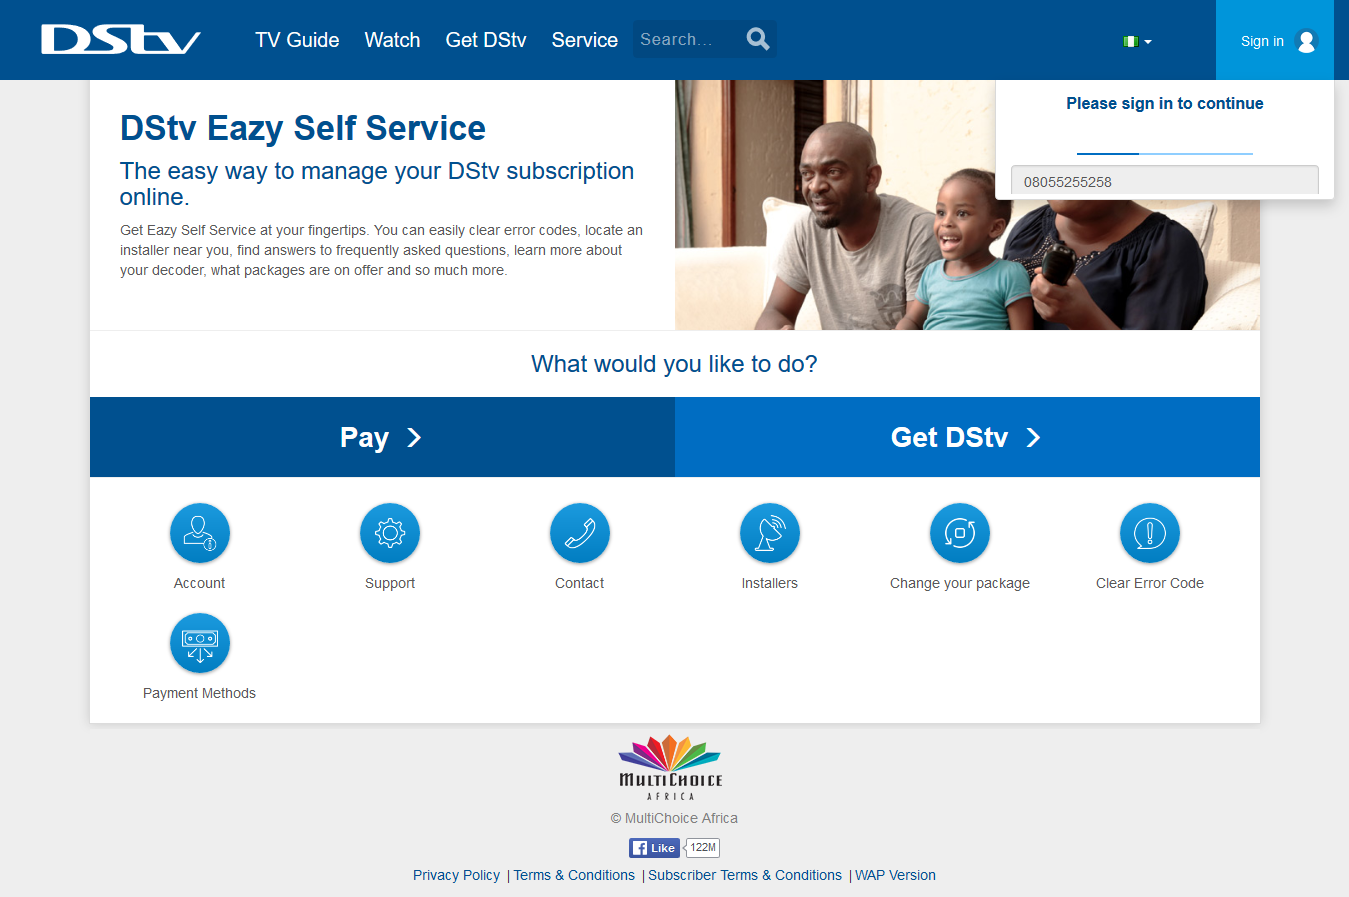 DStv
TV Guide
Watch
Get DStv
Service
Search...
Sign in
Please sign in to continue
08055255258
DStv Eazy Self Service
The easy way to manage your DStv subscription
online.
Get Eazy Self Service at your fingertips. You can easily clear error codes, locate an
installer near you, find answers to frequently asked questions, learn more about
your decoder, what packages are on offer and so much more.
What would you like to do?
Pay
Get DStv
Account
Support
Contact
Installers
Change your package
Clear Error Code
Payment Methods
MULTICHOICE
AFRICA
© MultiChoice Africa
Like
122M
Privacy Policy | Terms & Conditions | Subscriber Terms & Conditions | WAP Version